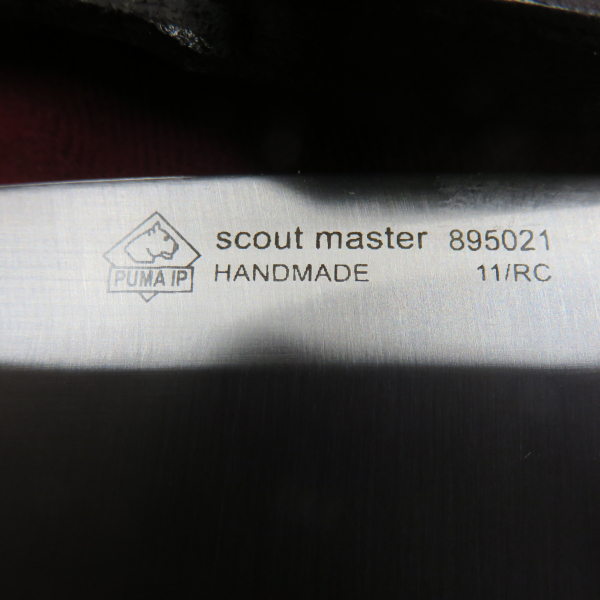 PUMA IP
scout master 895021
HANDMADE 11/RC